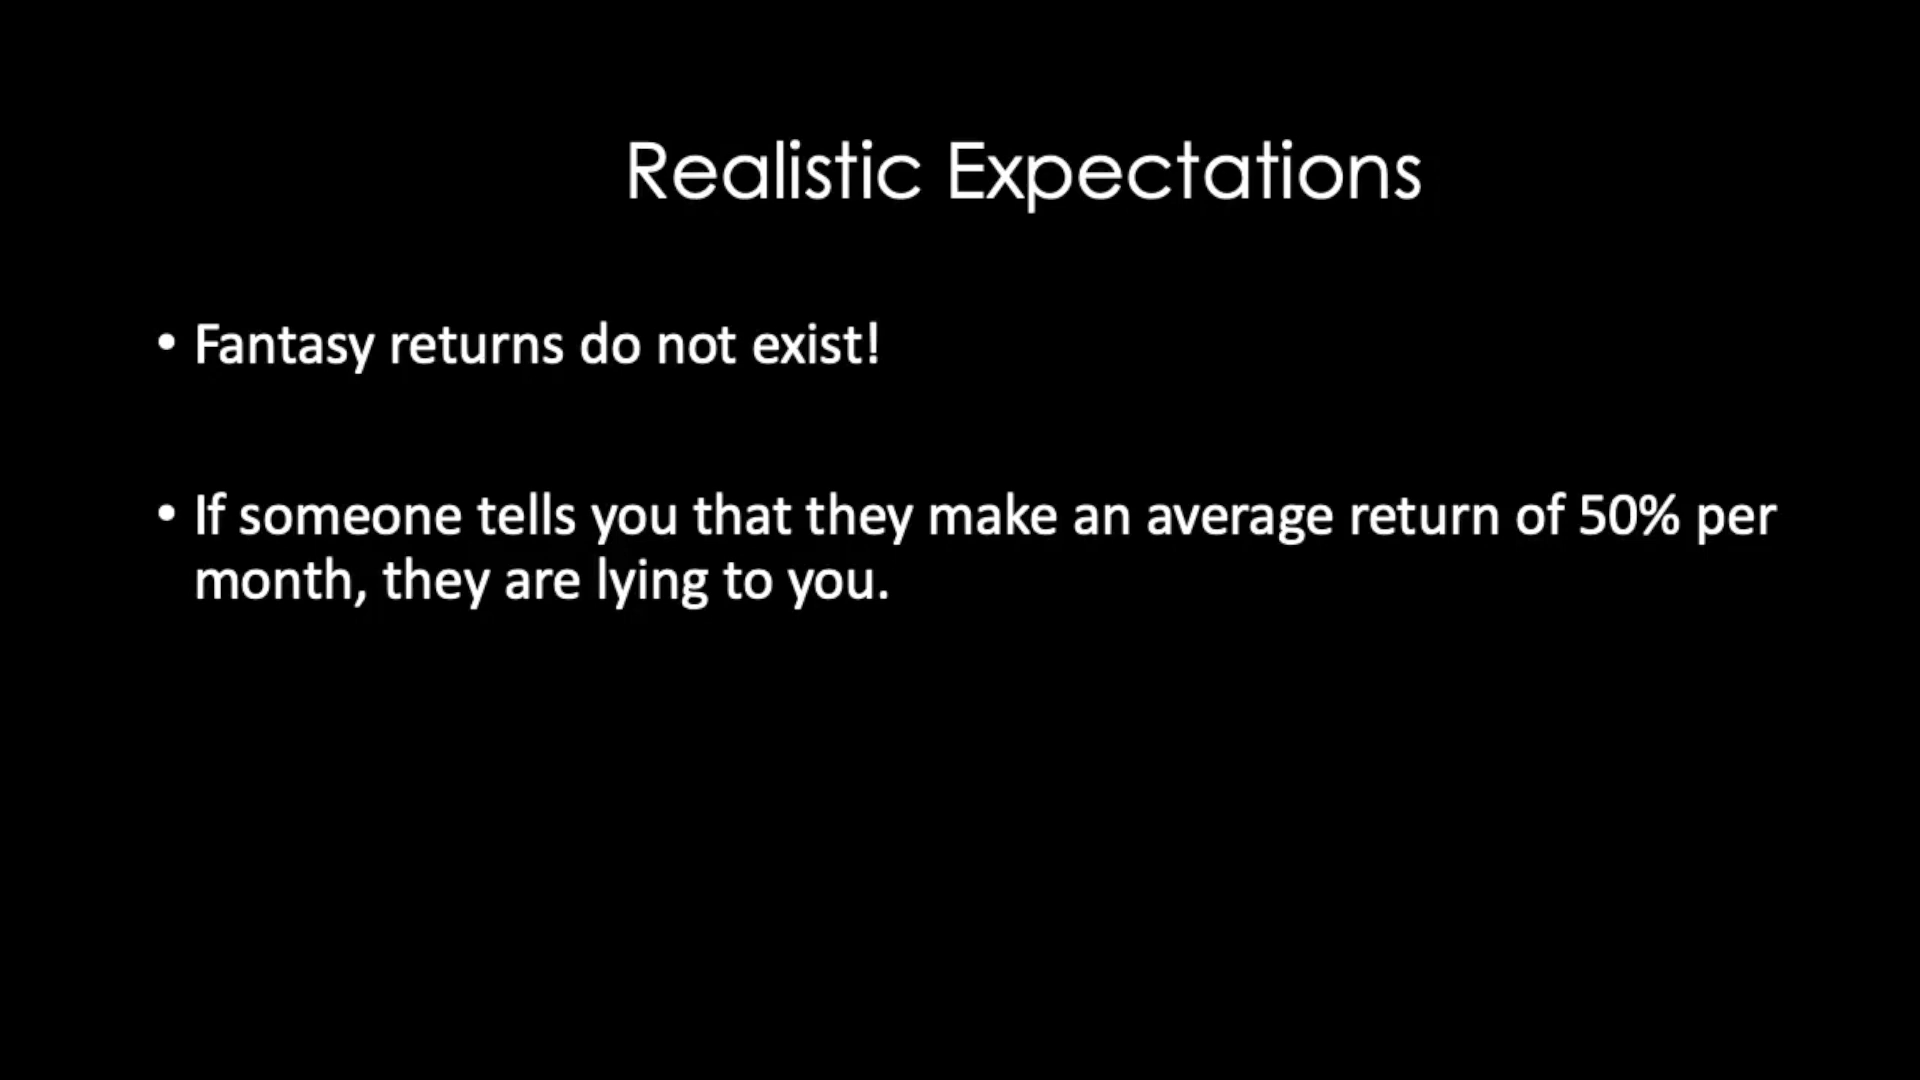 Realistic Expectations
• Fantasy returns do not exist!
• If someone tells you that they make an average return of 50% per
month, they are lying to you.